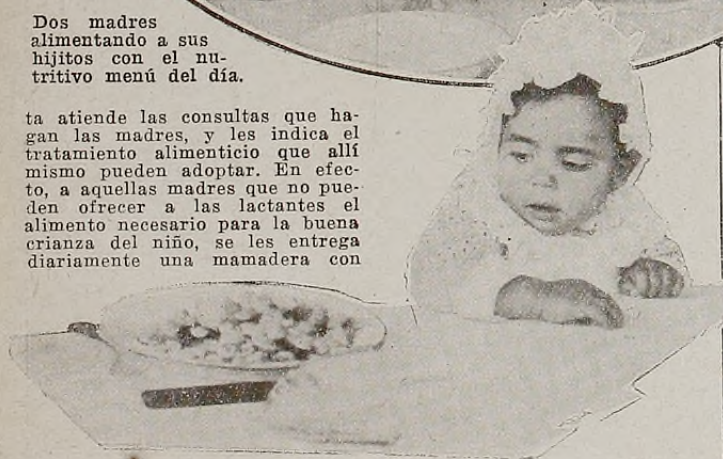 Dos madres
alimentando a sus
hijitos con el nu-
tritivo menú del día.
ta atiende las consultas que ha-
gan las madres, y les indica el
tratamiento alimenticio que allí
mismo pueden adoptar. En efec-
to, a aquellas madres que no pue-
den ofrecer a las lactantes el
alimento necesario para la buena
crianza del niño, se les entrega
diariamente una mamadera con